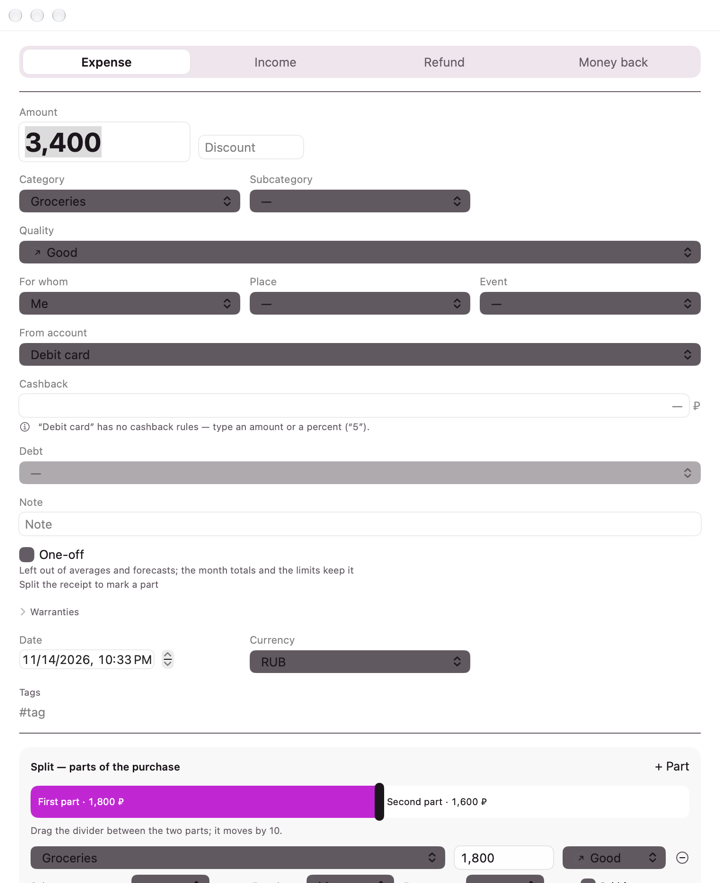 Expense Income Refund Money back
Amount
3,400 Discount
Category Subcategory
Groceries —
Quality
↗ Good
For whom Place Event
Me — —
From account
Debit card
Cashback
— ₽
“Debit card” has no cashback rules — type an amount or a percent (“5”).
Debt
—
Note
Note
One-off
Left out of averages and forecasts; the month totals and the limits keep it
Split the receipt to mark a part
Warranties
Date Currency
11/14/2026, 10:33 PM RUB
Tags
#tag
Split — parts of the purchase + Part
First part · 1,800 ₽ Second part · 1,600 ₽
Drag the divider between the two parts; it moves by 10.
Groceries 1,800 ↗ Good